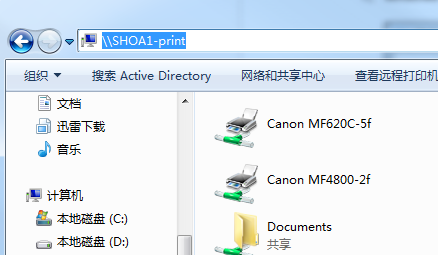 \\SHOA1-print
组织 搜索 Active Directory 网络和共享中心 查看远程打印机
文档
迅雷下载
音乐
计算机
本地磁盘 (C:)
本地磁盘 (D:)
Canon MF620C-5f
Canon MF4800-2f
Documents
共享